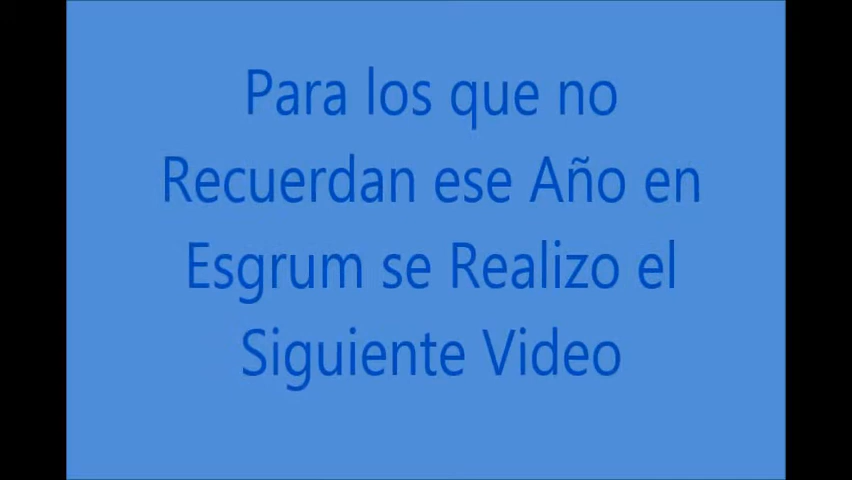 Para los que no
Recuerdan ese Año en
Esgrum se Realizo el
Siguiente Video